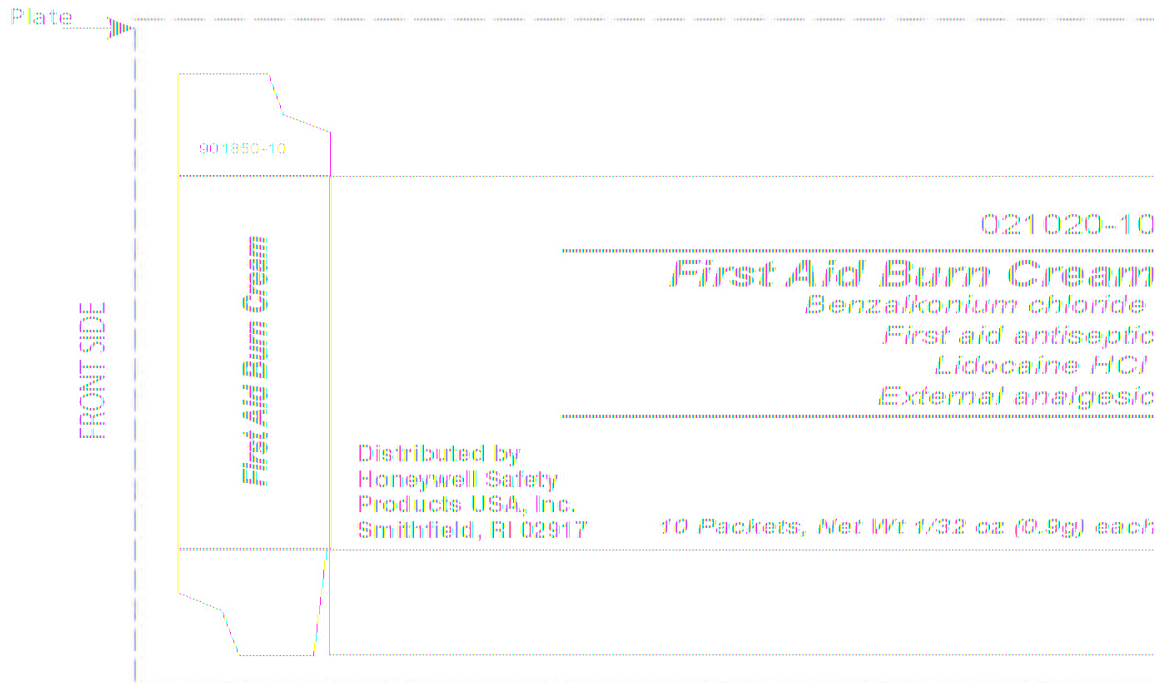 Plate
901850-10
FRONT SIDE
First Aid Burn Cream
021020-10
First Aid Burn Cream
Benzalkonium chloride
First aid antiseptic
Lidocaine HCl
External analgesic
Distributed by
Honeywell Safety
Products USA, Inc.
Smithfield, RI 02917
10 Packets, Net Wt 1/32 oz (0.9g) each